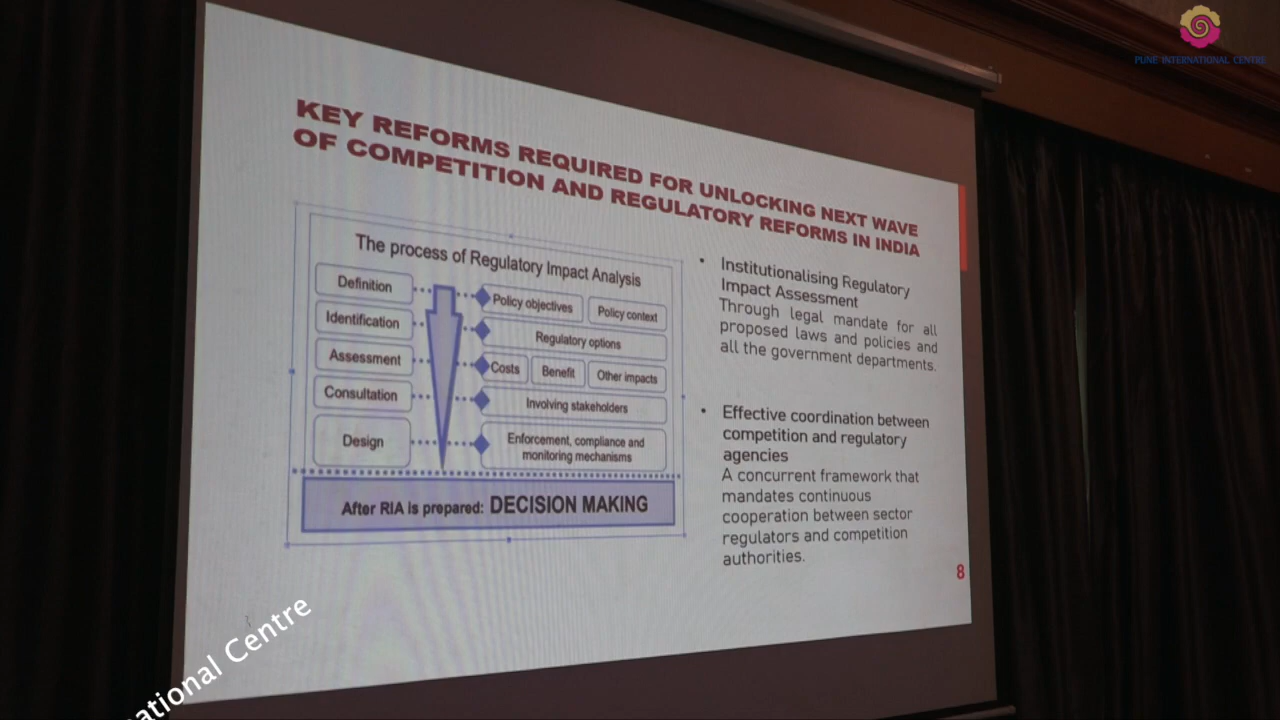 PUNE INTERNATIONAL CENTRE
KEY REFORMS REQUIRED FOR UNLOCKING NEXT WAVE
OF COMPETITION AND REGULATORY REFORMS IN INDIA
The process of Regulatory Impact Analysis
Definition
Policy objectives
Policy context
Identification
Regulatory options
Assessment
Costs
Benefit
Other impacts
Consultation
Involving stakeholders
Design
Enforcement, compliance and
monitoring mechanisms
After RIA is prepared: DECISION MAKING
• Institutionalising Regulatory
Impact Assessment
Through legal mandate for all
proposed laws and policies and
all the government departments.
• Effective coordination between
competition and regulatory
agencies
A concurrent framework that
mandates continuous
cooperation between sector
regulators and competition
authorities.
8
national Centre